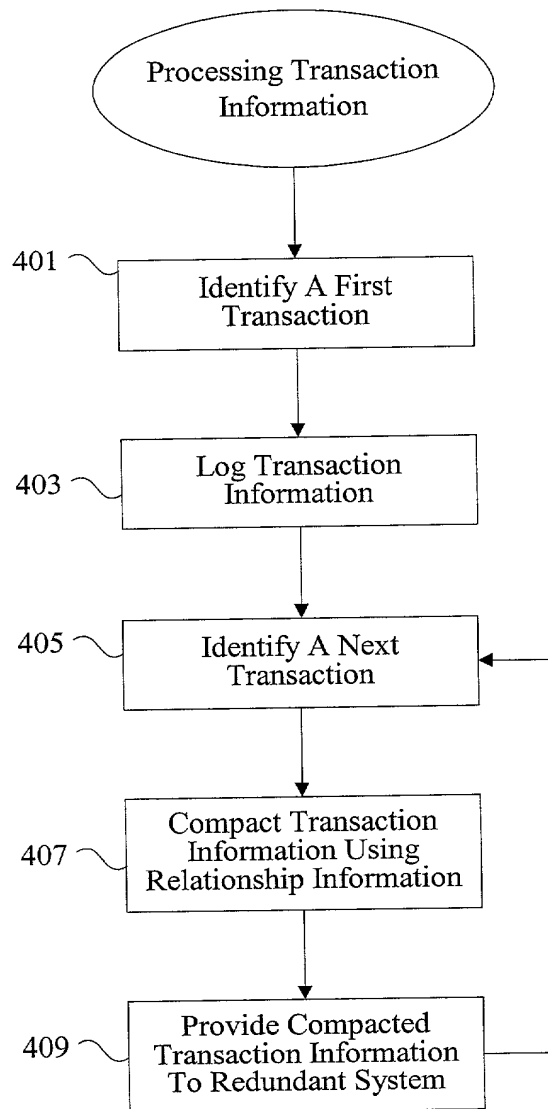 Processing Transaction
Information
401
Identify A First
Transaction
403
Log Transaction
Information
405
Identify A Next
Transaction
407
Compact Transaction
Information Using
Relationship Information
409
Provide Compacted
Transaction Information
To Redundant System